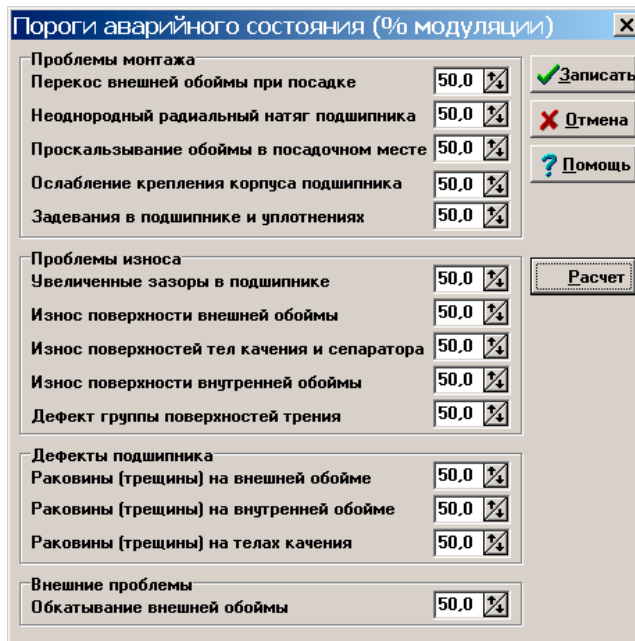 Пороги аварийного состояния (% модуляции)
Проблемы монтажа
Перекос внешней обоймы при посадке 50,0
Записать
Неоднородный радиальный натяг подшипника 50,0
Отмена
Проскальзывание обоймы в посадочном месте 50,0
Помощь
Ослабление крепления корпуса подшипника 50,0
Задевания в подшипнике и уплотнениях 50,0
Проблемы износа
Увеличенные зазоры в подшипнике 50,0
Расчет
Износ поверхности внешней обоймы 50,0
Износ поверхностей тел качения и сепаратора 50,0
Износ поверхности внутренней обоймы 50,0
Дефект группы поверхностей трения 50,0
Дефекты подшипника
Раковины (трещины) на внешней обойме 50,0
Раковины (трещины) на внутренней обойме 50,0
Раковины (трещины) на телах качения 50,0
Внешние проблемы
Обкатывание внешней обоймы 50,0